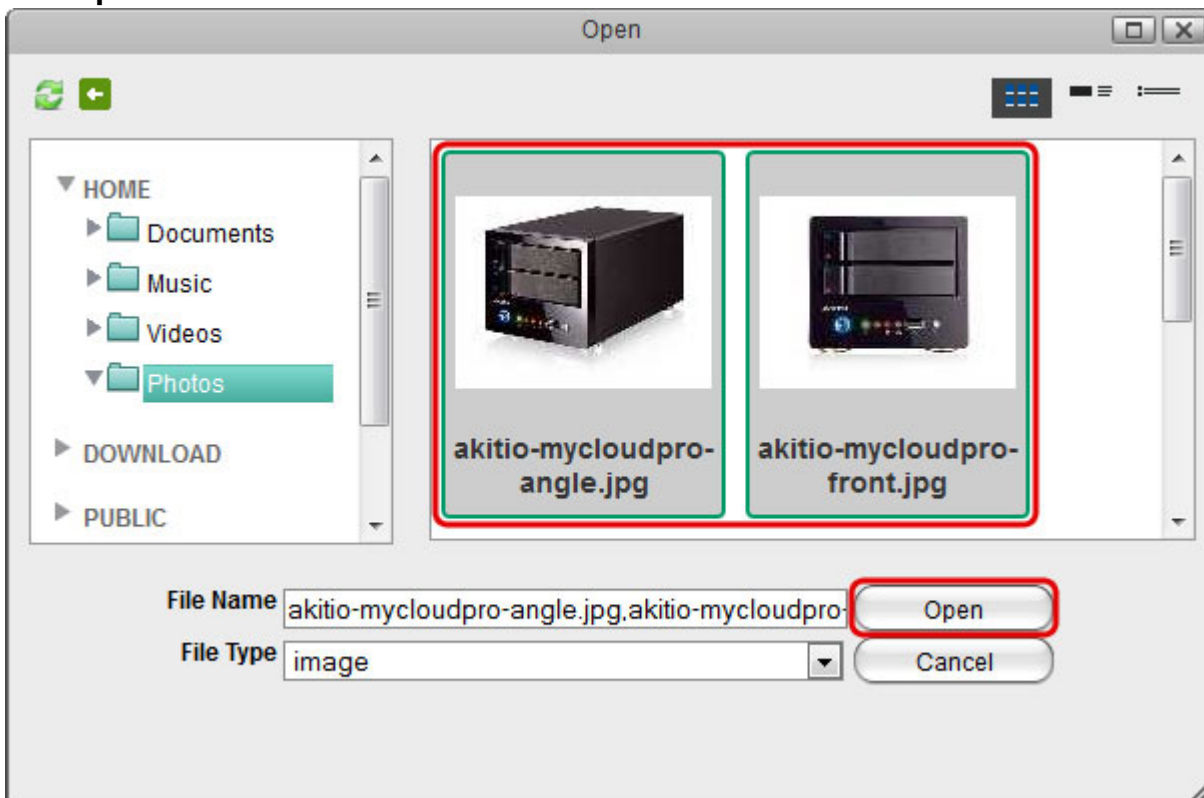 Open
HOME
Documents
Music
Videos
Photos
DOWNLOAD
PUBLIC
akitio-mycloudpro-
angle.jpg
akitio-mycloudpro-
front.jpg
File Name akitio-mycloudpro-angle.jpg,akitio-mycloudpro- Open
File Type image Cancel